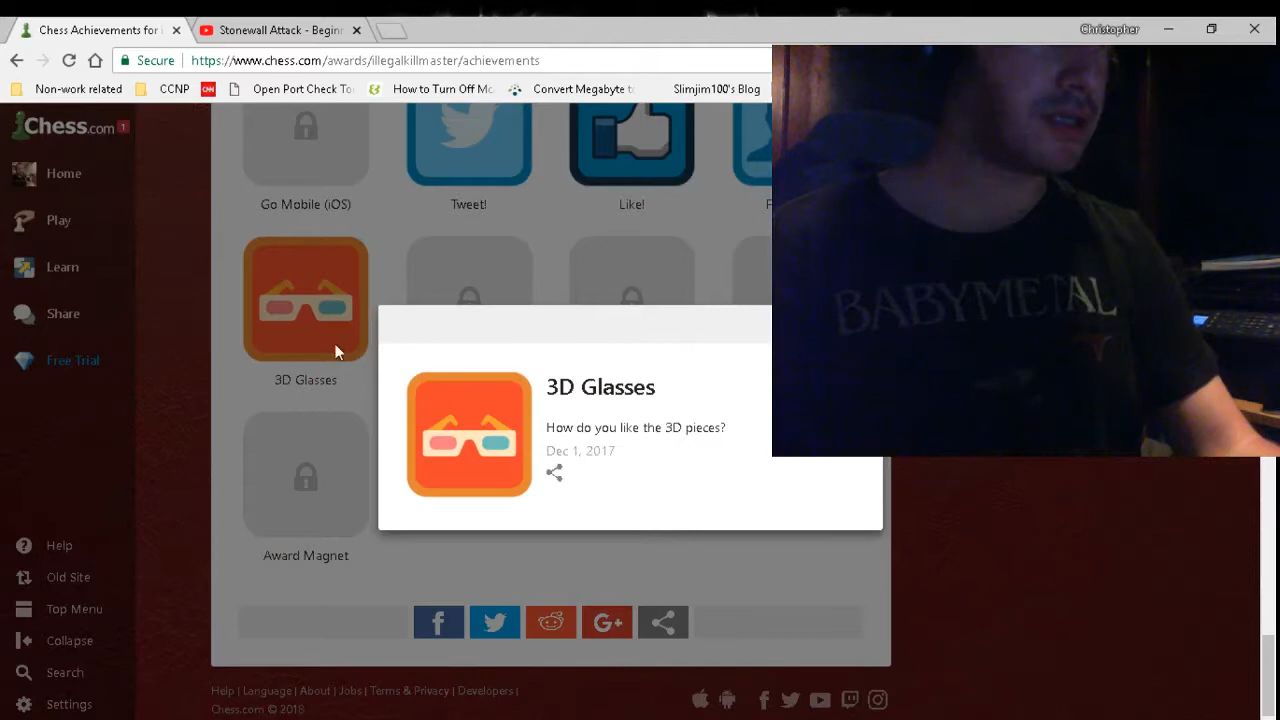 Chess Achievements for
Stonewall Attack - Begin
Christopher
Secure
https://www.chess.com/awards/illegalkillmaster/achievements
Non-work related
CCNP
CNN
Open Port Check To
How to Turn Off Mo
Convert Megabyte to
Slimjim100's Blog
Chess.com 1
Home
Play
Learn
Share
Free Trial
Help
Old Site
Top Menu
Collapse
Search
Settings
Go Mobile (iOS)
Tweet!
Like!
F
3D Glasses
Award Magnet
3D Glasses
How do you like the 3D pieces?
Dec 1, 2017
BABYMETAL
f
G+
Help | Language | About | Jobs | Terms & Privacy | Developers |
Chess.com © 2018